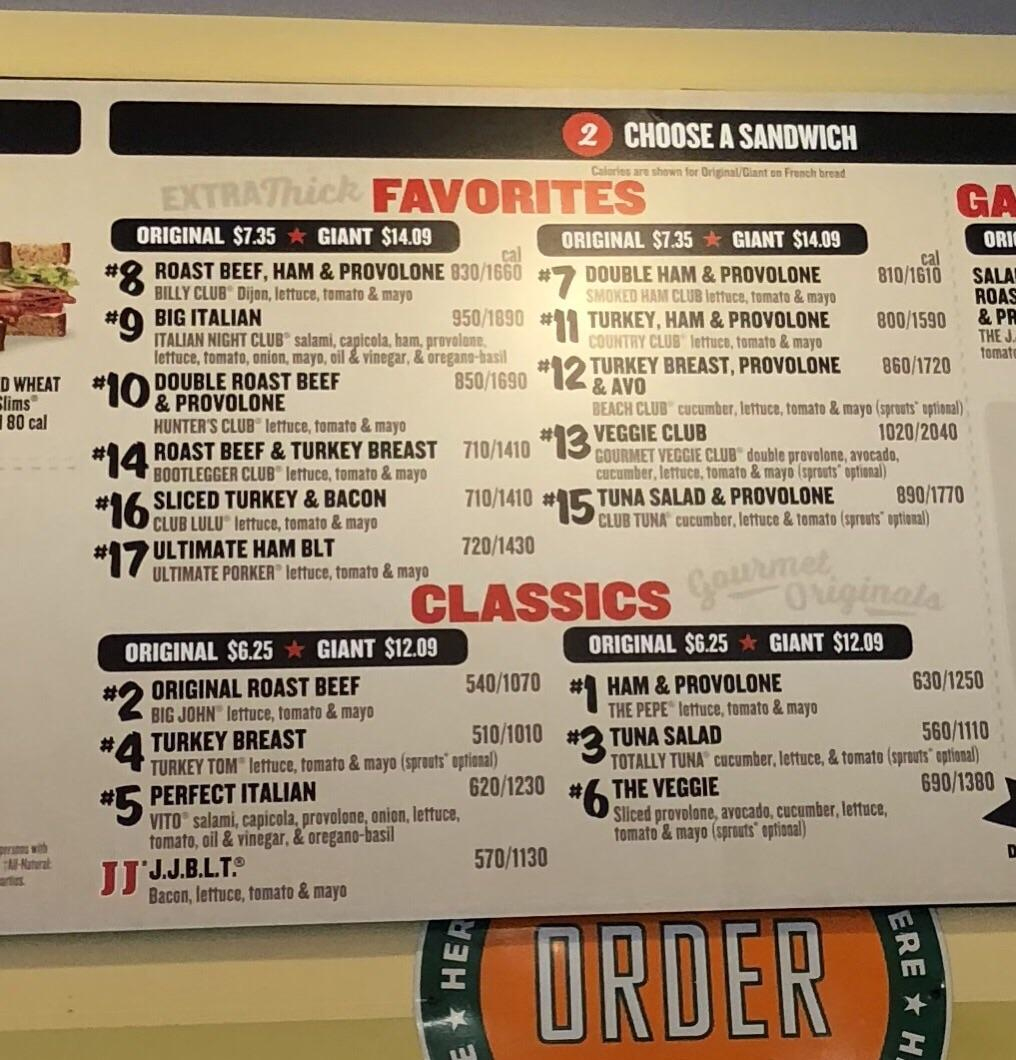 2 CHOOSE A SANDWICH
Calories are shown for Original/Giant on French bread
EXTRA Thick FAVORITES
ORIGINAL $7.35 ★ GIANT $14.09
cal
#8 ROAST BEEF, HAM & PROVOLONE 830/1660
BILLY CLUB® Dijon, lettuce, tomato & mayo
#9 BIG ITALIAN 950/1890
ITALIAN NIGHT CLUB® salami, capicola, ham, provolone,
lettuce, tomato, onion, mayo, oil & vinegar, & oregano-basil
#10 DOUBLE ROAST BEEF 850/1690
& PROVOLONE
HUNTER'S CLUB® lettuce, tomato & mayo
#14 ROAST BEEF & TURKEY BREAST 710/1410
BOOTLEGGER CLUB® lettuce, tomato & mayo
#16 SLICED TURKEY & BACON 710/1410
CLUB LULU® lettuce, tomato & mayo
#17 ULTIMATE HAM BLT 720/1430
ULTIMATE PORKER® lettuce, tomato & mayo
ORIGINAL $7.35 ★ GIANT $14.09
cal
#7 DOUBLE HAM & PROVOLONE 810/1610
SMOKED HAM CLUB lettuce, tomato & mayo
#11 TURKEY, HAM & PROVOLONE 800/1590
COUNTRY CLUB® lettuce, tomato & mayo
#12 TURKEY BREAST, PROVOLONE 860/1720
& AVO
BEACH CLUB® cucumber, lettuce, tomato & mayo (sprouts* optional)
#13 VEGGIE CLUB 1020/2040
GOURMET VEGGIE CLUB® double provolone, avocado,
cucumber, lettuce, tomato & mayo (sprouts* optional)
#15 TUNA SALAD & PROVOLONE 890/1770
CLUB TUNA® cucumber, lettuce & tomato (sprouts* optional)
CLASSICS Gourmet
Originals
ORIGINAL $6.25 ★ GIANT $12.09
#2 ORIGINAL ROAST BEEF 540/1070
BIG JOHN® lettuce, tomato & mayo
#4 TURKEY BREAST 510/1010
TURKEY TOM® lettuce, tomato & mayo (sprouts* optional)
#5 PERFECT ITALIAN 620/1230
VITO® salami, capicola, provolone, onion, lettuce,
tomato, oil & vinegar, & oregano-basil
JJ J.J.B.L.T.® 570/1130
Bacon, lettuce, tomato & mayo
ORIGINAL $6.25 ★ GIANT $12.09
#1 HAM & PROVOLONE 630/1250
THE PEPE® lettuce, tomato & mayo
#3 TUNA SALAD 560/1110
TOTALLY TUNA® cucumber, lettuce, & tomato (sprouts* optional)
#6 THE VEGGIE 690/1380
Sliced provolone, avocado, cucumber, lettuce,
tomato & mayo (sprouts* optional)
GA
ORI
SALA
ROAS
& PR
THE J.
tomato
D WHEAT
Slims®
80 cal
persons with
All-Natural:
ORDER
HER
ERE ★ H